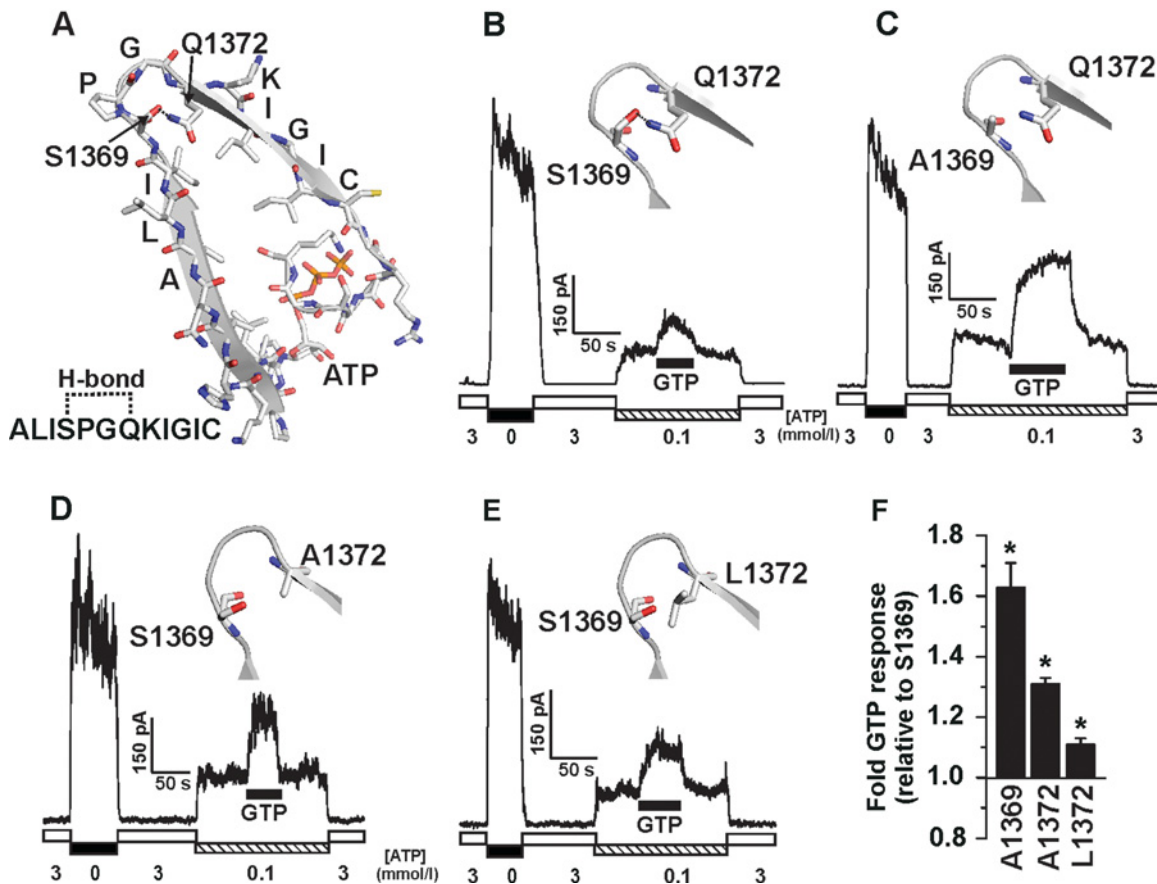 A
G
Q1372
P
K
I
S1369
G
I
I
C
L
A
ATP
H-bond
ALISPGQKIGIC
B
Q1372
S1369
150 pA
50 s
GTP
[ATP]
3 0 3 0.1 3 (mmol/l)
C
Q1372
A1369
150 pA
50 s
GTP
3 0 3 0.1 3
D
A1372
S1369
150 pA
50 s
GTP
[ATP]
3 0 3 0.1 3 (mmol/l)
E
L1372
S1369
150 pA
50 s
GTP
3 0 3 0.1 3
F
Fold GTP response
(relative to S1369)
1.8
1.6
1.4
1.2
1.0
0.8
*
*
*
A1369
A1372
L1372